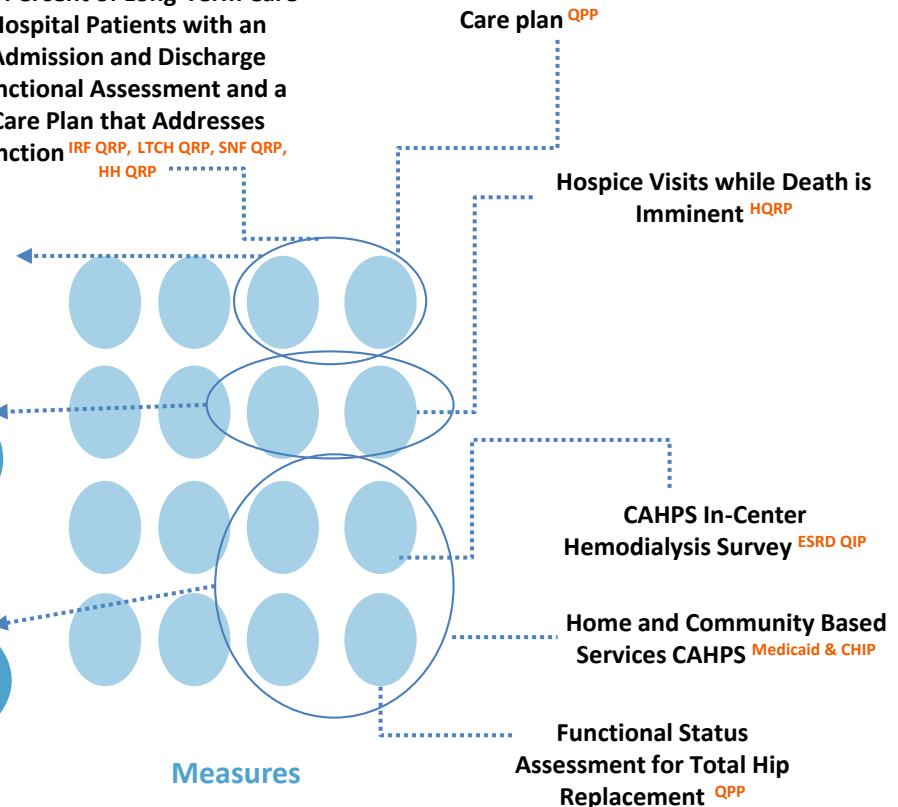 Hospital Patients with an
Admission and Discharge
Functional Assessment and a
Care Plan that Addresses
Function IRF QRP, LTCH QRP, SNF QRP,
HH QRP
Care plan QPP
Hospice Visits while Death is
Imminent HQRP
CAHPS In-Center
Hemodialysis Survey ESRD QIP
Home and Community Based
Services CAHPS Medicaid & CHIP
Functional Status
Assessment for Total Hip
Replacement QPP
Measures